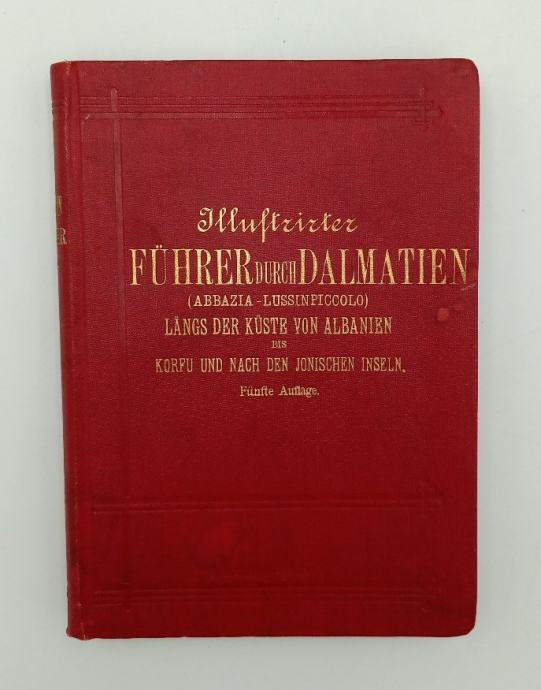 Illustrirter
FÜHRER DURCH DALMATIEN
(ABBAZIA-LUSSINPICCOLO)
LÄNGS DER KÜSTE VON ALBANIEN
BIS
KORFU UND NACH DEN JONISCHEN INSELN.
Fünfte Auflage.